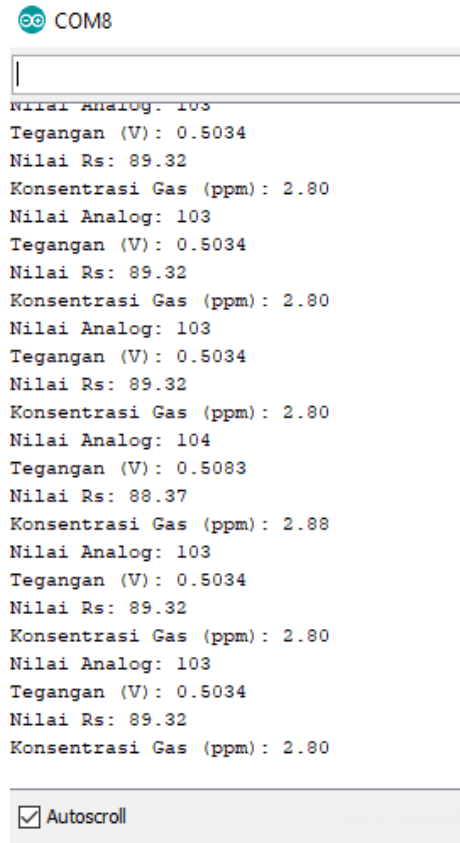 COM8
Nilai Analog: 103
Tegangan (V): 0.5034
Nilai Rs: 89.32
Konsentrasi Gas (ppm): 2.80
Nilai Analog: 103
Tegangan (V): 0.5034
Nilai Rs: 89.32
Konsentrasi Gas (ppm): 2.80
Nilai Analog: 103
Tegangan (V): 0.5034
Nilai Rs: 89.32
Konsentrasi Gas (ppm): 2.80
Nilai Analog: 104
Tegangan (V): 0.5083
Nilai Rs: 88.37
Konsentrasi Gas (ppm): 2.88
Nilai Analog: 103
Tegangan (V): 0.5034
Nilai Rs: 89.32
Konsentrasi Gas (ppm): 2.80
Nilai Analog: 103
Tegangan (V): 0.5034
Nilai Rs: 89.32
Konsentrasi Gas (ppm): 2.80
Autoscroll